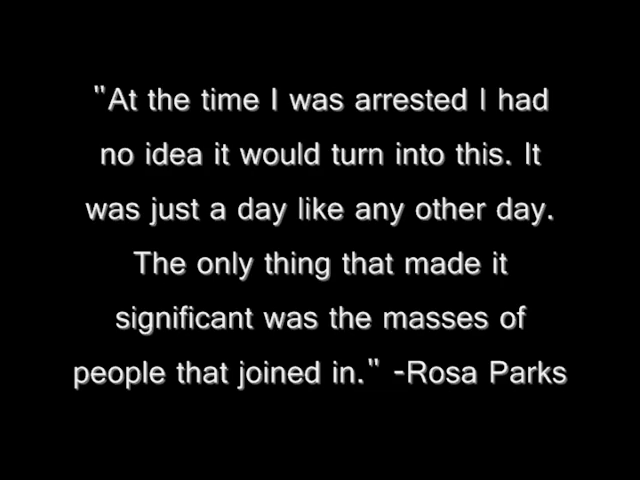 "At the time I was arrested I had
no idea it would turn into this. It
was just a day like any other day.
The only thing that made it
significant was the masses of
people that joined in." -Rosa Parks